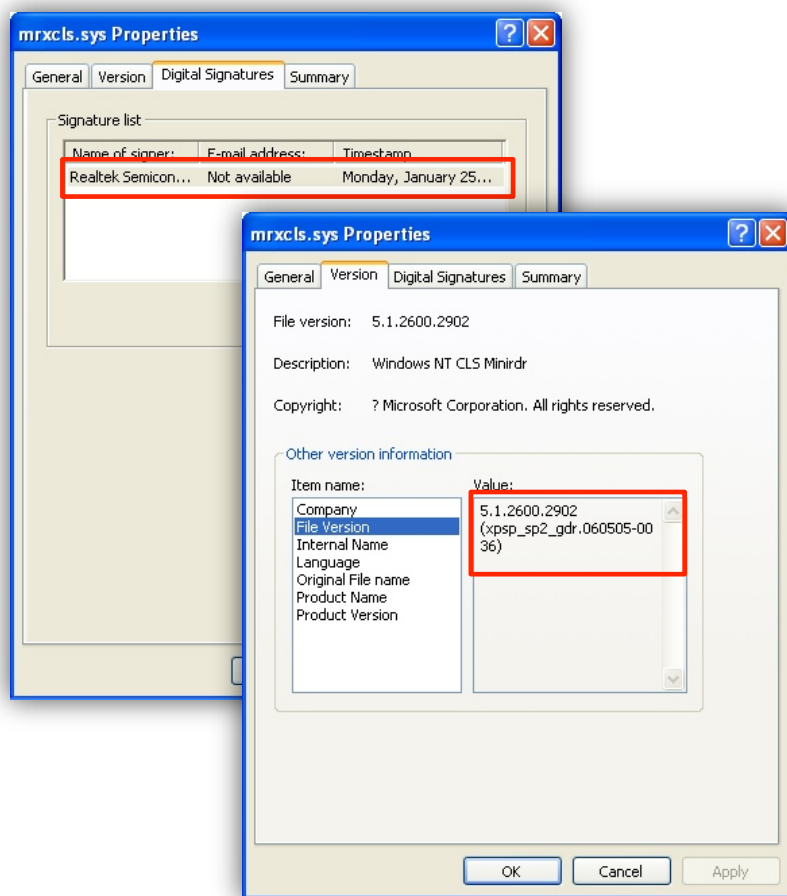 mrxcls.sys Properties
General Version Digital Signatures Summary
Signature list
Name of signer: E-mail address: Timestamp
Realtek Semicon... Not available Monday, January 25...
mrxcls.sys Properties
General Version Digital Signatures Summary
File version: 5.1.2600.2902
Description: Windows NT CLS Minirdr
Copyright: ? Microsoft Corporation. All rights reserved.
Other version information
Item name: Value:
Company
File Version
Internal Name
Language
Original File name
Product Name
Product Version
5.1.2600.2902
(xpsp_sp2_gdr.060505-00
36)
OK Cancel Apply